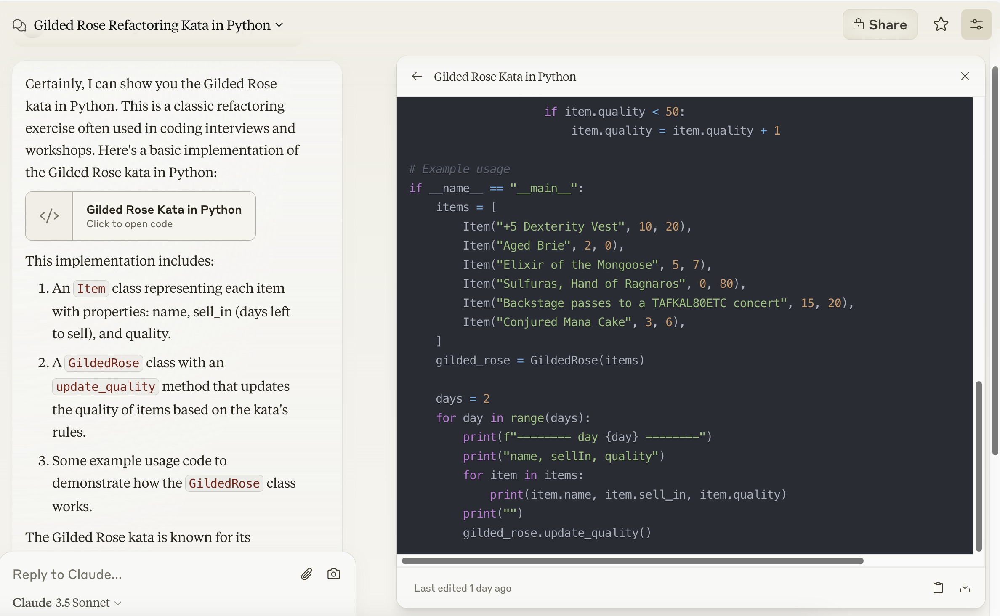 Gilded Rose Refactoring Kata in Python
Share
Certainly, I can show you the Gilded Rose
kata in Python. This is a classic refactoring
exercise often used in coding interviews and
workshops. Here's a basic implementation of
the Gilded Rose kata in Python:
</>
Gilded Rose Kata in Python
Click to open code
This implementation includes:
1. An Item class representing each item
with properties: name, sell_in (days left
to sell), and quality.
2. A GildedRose class with an
update_quality method that updates
the quality of items based on the kata's
rules.
3. Some example usage code to
demonstrate how the GildedRose class
works.
The Gilded Rose kata is known for its
Reply to Claude...
Claude 3.5 Sonnet
Gilded Rose Kata in Python
                    if item.quality < 50:
                        item.quality = item.quality + 1

# Example usage
if __name__ == "__main__":
    items = [
        Item("+5 Dexterity Vest", 10, 20),
        Item("Aged Brie", 2, 0),
        Item("Elixir of the Mongoose", 5, 7),
        Item("Sulfuras, Hand of Ragnaros", 0, 80),
        Item("Backstage passes to a TAFKAL80ETC concert", 15, 20),
        Item("Conjured Mana Cake", 3, 6),
    ]
    gilded_rose = GildedRose(items)

    days = 2
    for day in range(days):
        print(f"-------- day {day} --------")
        print("name, sellIn, quality")
        for item in items:
            print(item.name, item.sell_in, item.quality)
        print("")
        gilded_rose.update_quality()
Last edited 1 day ago